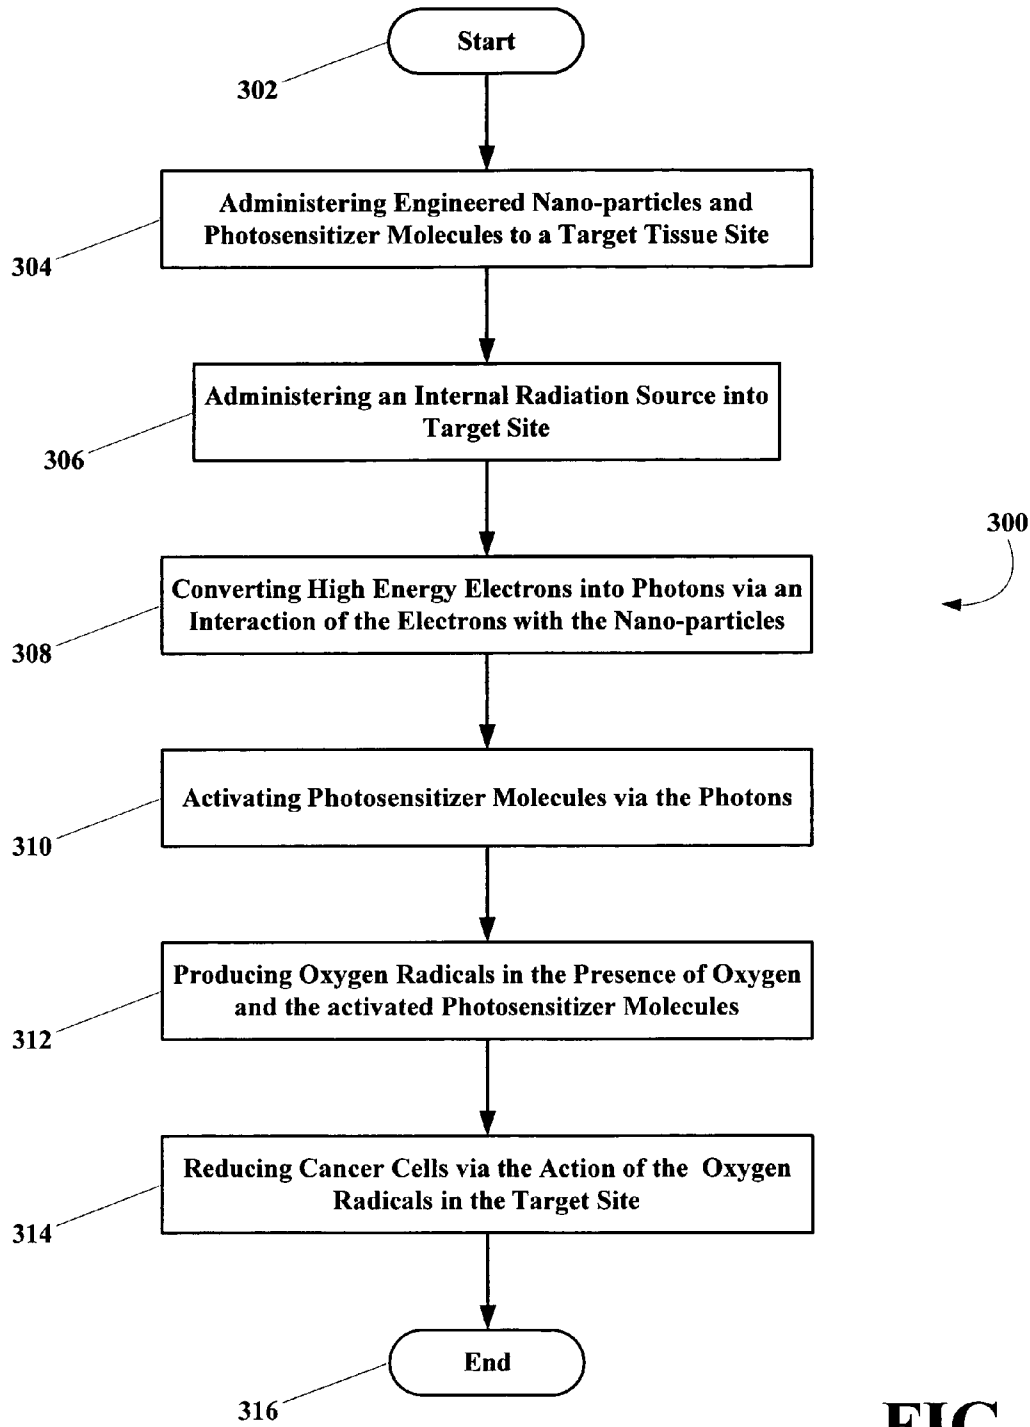 Start
302
Administering Engineered Nano-particles and
Photosensitizer Molecules to a Target Tissue Site
304
Administering an Internal Radiation Source into
Target Site
306
300
Converting High Energy Electrons into Photons via an
Interaction of the Electrons with the Nano-particles
308
Activating Photosensitizer Molecules via the Photons
310
Producing Oxygen Radicals in the Presence of Oxygen
and the activated Photosensitizer Molecules
312
Reducing Cancer Cells via the Action of the Oxygen
Radicals in the Target Site
314
End
316